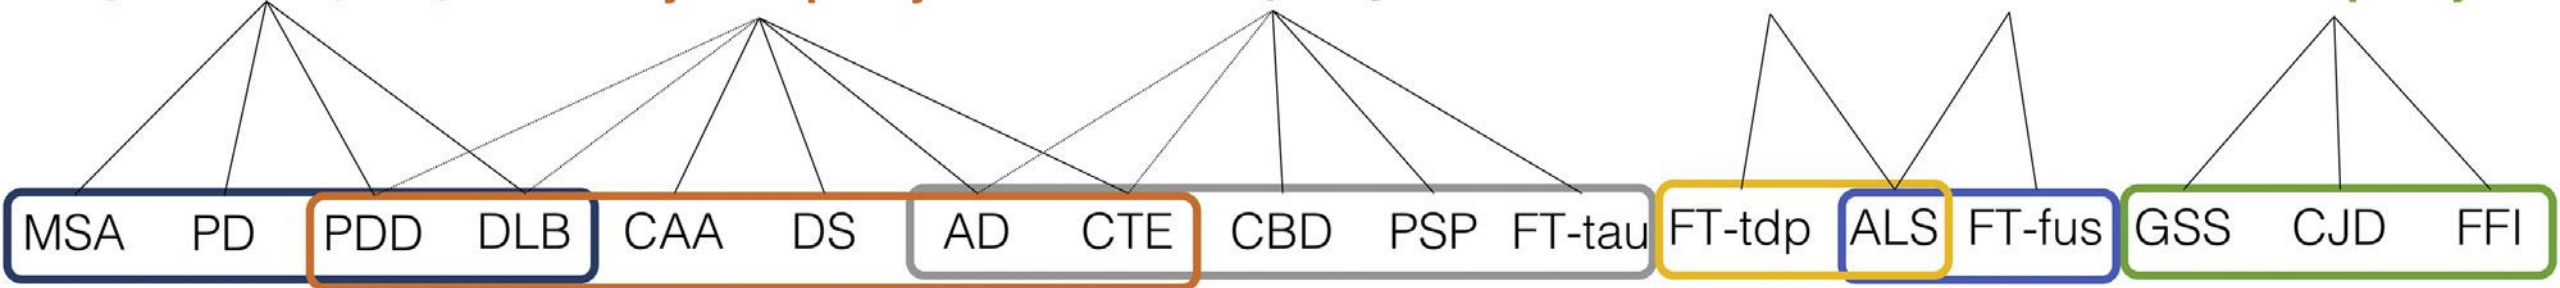 MSA PD PDD DLB CAA DS AD CTE CBD PSP FT-tau FT-tdp ALS FT-fus GSS CJD FFI